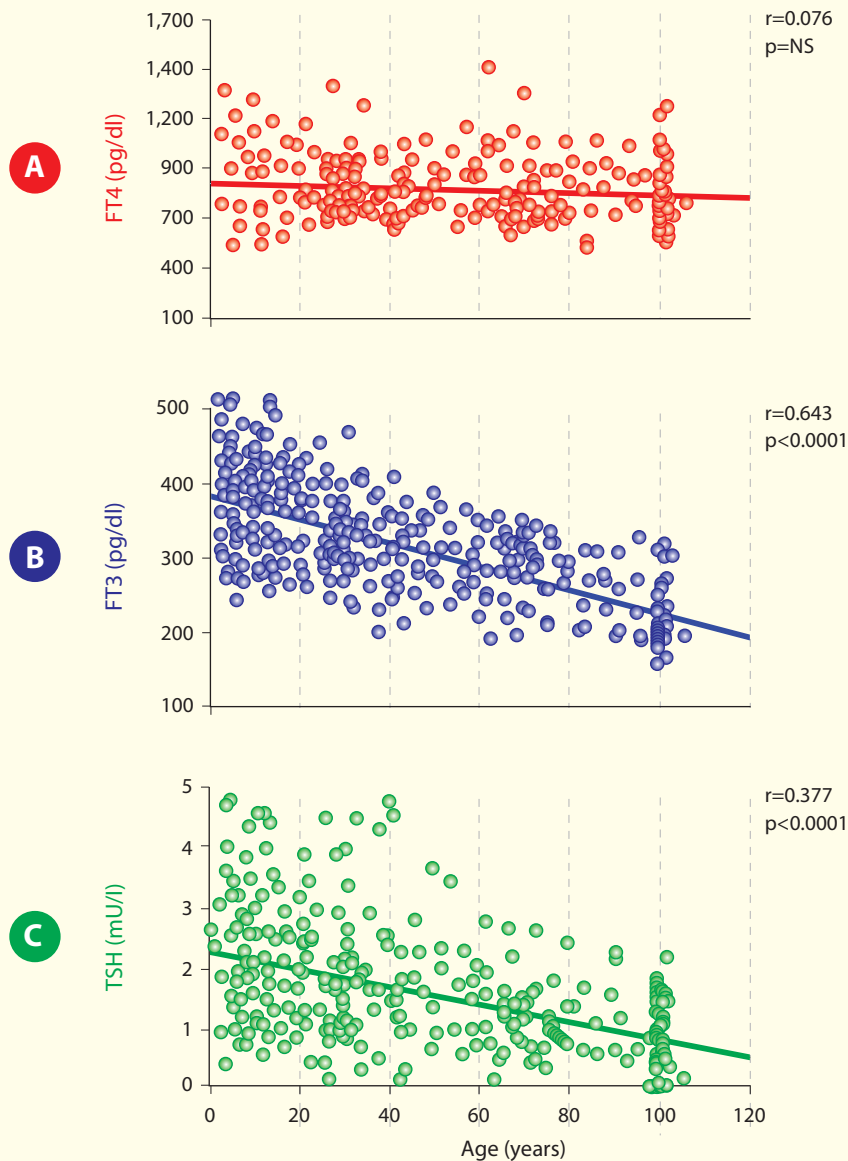 1,700
1,400
1,200
900
700
400
100
FT4 (pg/dl)
A
r=0.076
p=NS
500
400
300
200
100
FT3 (pg/dl)
B
r=0.643
p<0.0001
5
4
3
2
1
0
TSH (mU/l)
C
r=0.377
p<0.0001
0 20 40 60 80 100 120
Age (years)